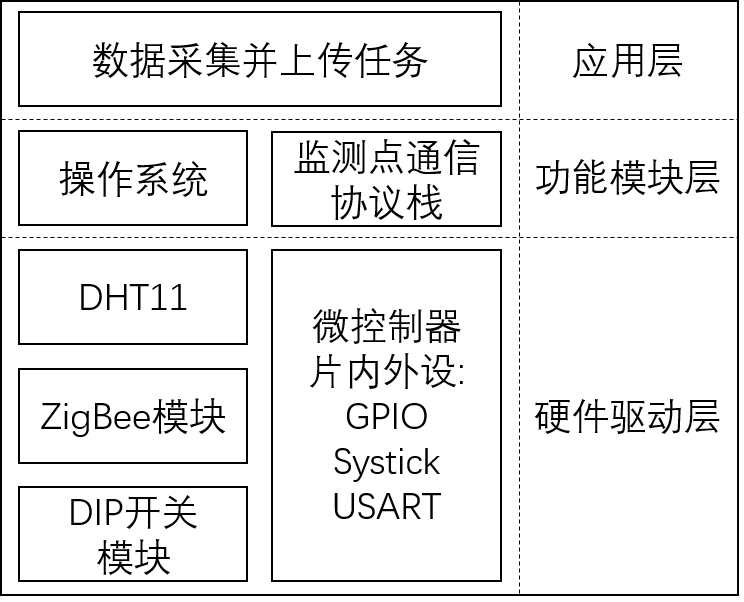 数据采集并上传任务
应用层
操作系统
监测点通信
协议栈
功能模块层
DHT11
ZigBee模块
DIP开关
模块
微控制器
片内外设:
GPIO
Systick
USART
硬件驱动层